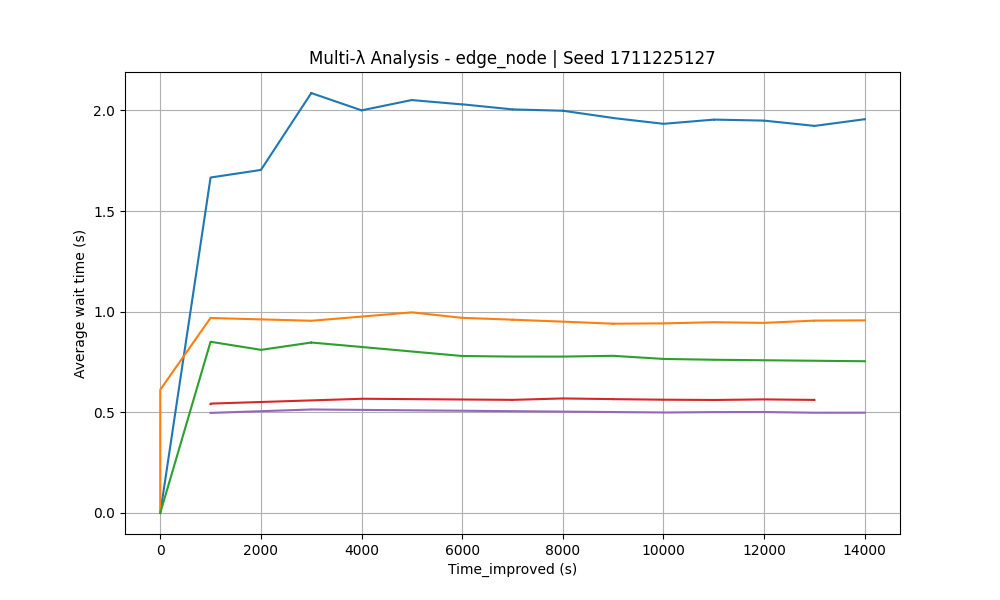 Multi-λ Analysis - edge_node | Seed 1711225127
Average wait time (s)
2.0
1.5
1.0
0.5
0.0
0 2000 4000 6000 8000 10000 12000 14000
Time_improved (s)